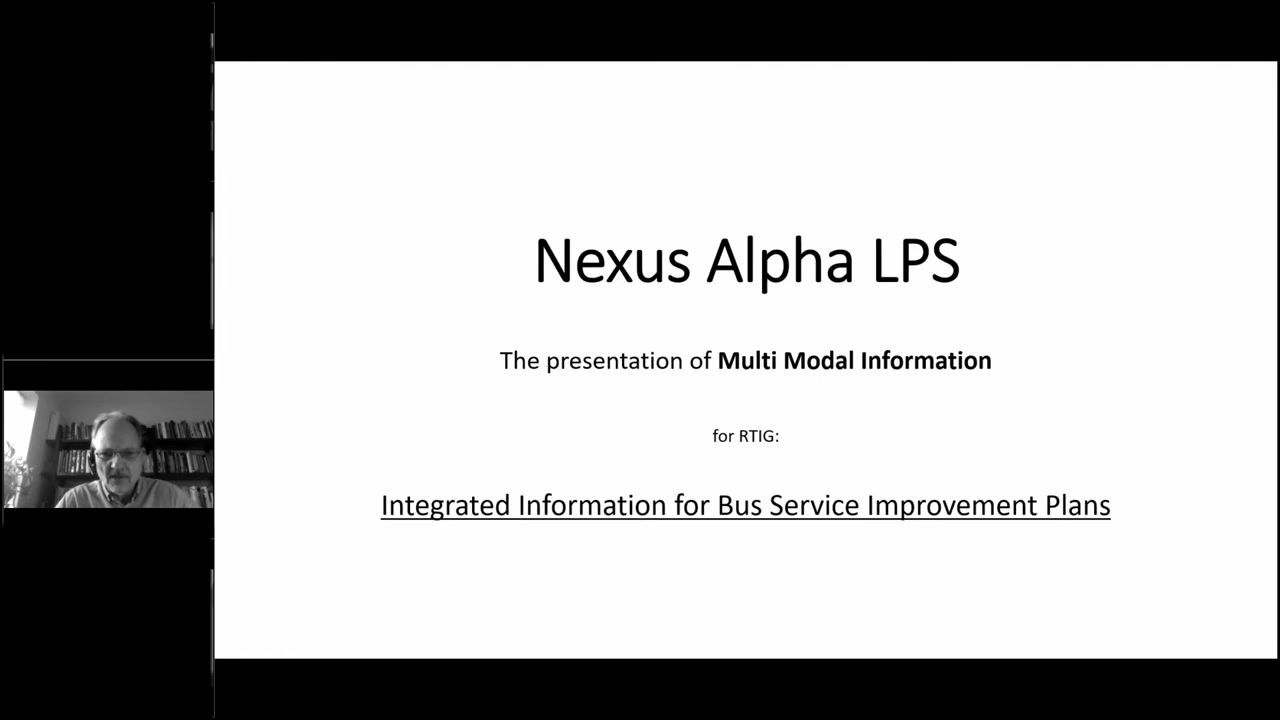 Nexus Alpha LPS
The presentation of Multi Modal Information
for RTIG:
Integrated Information for Bus Service Improvement Plans